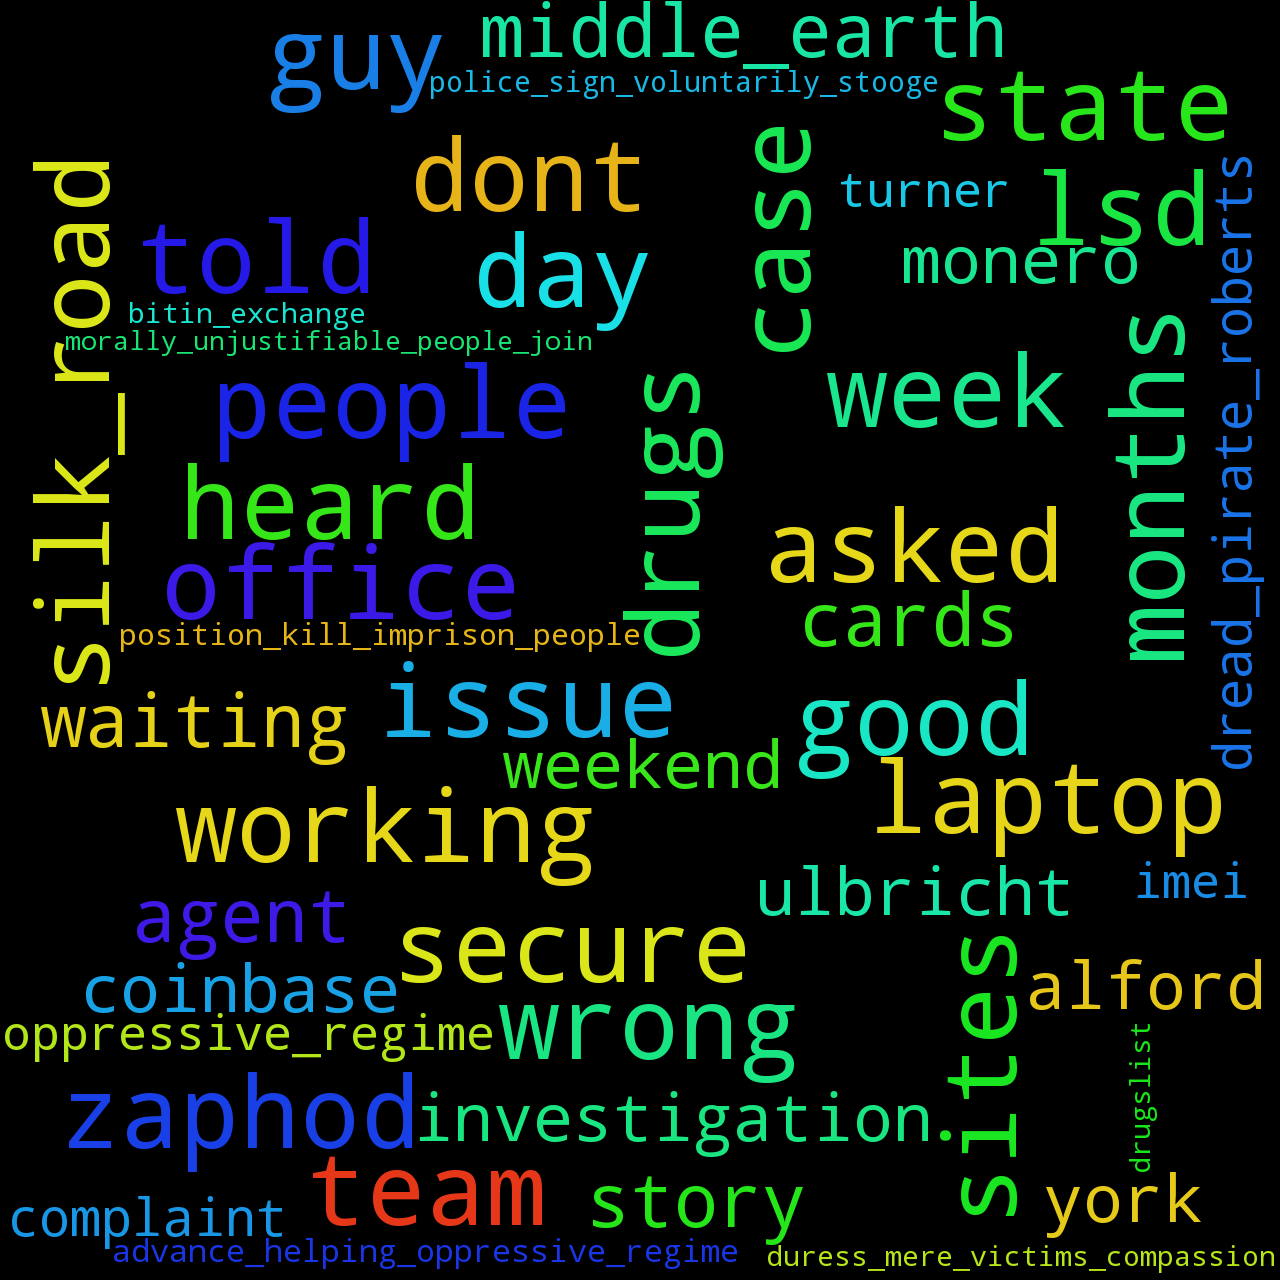 guy
middle_earth
police_sign_voluntarily_stooge
state
silk_road
dont
case
turner
lsd
dread_pirate_roberts
told
day
monero
bitin_exchange
morally_unjustifiable_people_join
people
drugs
week
months
heard
asked
office
cards
position_kill_imprison_people
issue
waiting
good
weekend
laptop
working
ulbricht
imei
agent
secure
sites
coinbase
alford
wrong
oppressive_regime
drugslist
zaphod
investigation
team
story
york
complaint
advance_helping_oppressive_regime
duress_mere_victims_compassion